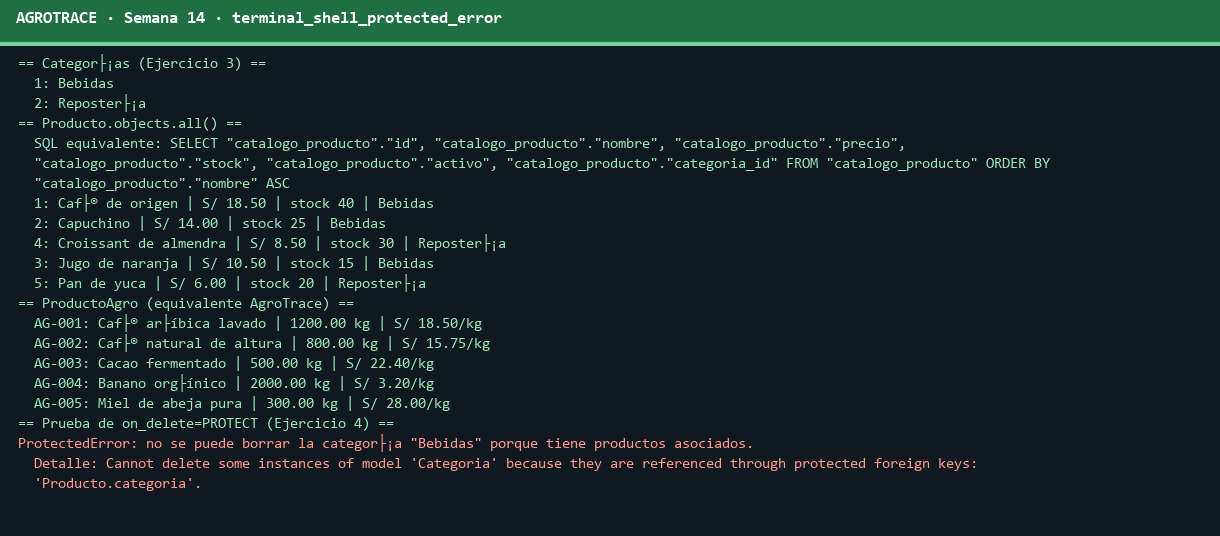 AGROTRACE · Semana 14 · terminal_shell_protected_error
== Categor├¡as (Ejercicio 3) ==
1: Bebidas
2: Reposter├¡a
== Producto.objects.all() ==
SQL equivalente: SELECT "catalogo_producto"."id", "catalogo_producto"."nombre", "catalogo_producto"."precio",
"catalogo_producto"."stock", "catalogo_producto"."activo", "catalogo_producto"."categoria_id" FROM "catalogo_producto" ORDER BY
"catalogo_producto"."nombre" ASC
1: Caf├® de origen | S/ 18.50 | stock 40 | Bebidas
2: Capuchino | S/ 14.00 | stock 25 | Bebidas
4: Croissant de almendra | S/ 8.50 | stock 30 | Reposter├¡a
3: Jugo de naranja | S/ 10.50 | stock 15 | Bebidas
5: Pan de yuca | S/ 6.00 | stock 20 | Reposter├¡a
== ProductoAgro (equivalente AgroTrace) ==
AG-001: Caf├® ar├íbica lavado | 1200.00 kg | S/ 18.50/kg
AG-002: Caf├® natural de altura | 800.00 kg | S/ 15.75/kg
AG-003: Cacao fermentado | 500.00 kg | S/ 22.40/kg
AG-004: Banano org├ínico | 2000.00 kg | S/ 3.20/kg
AG-005: Miel de abeja pura | 300.00 kg | S/ 28.00/kg
== Prueba de on_delete=PROTECT (Ejercicio 4) ==
ProtectedError: no se puede borrar la categor├¡a "Bebidas" porque tiene productos asociados.
Detalle: Cannot delete some instances of model 'Categoria' because they are referenced through protected foreign keys:
'Producto.categoria'.